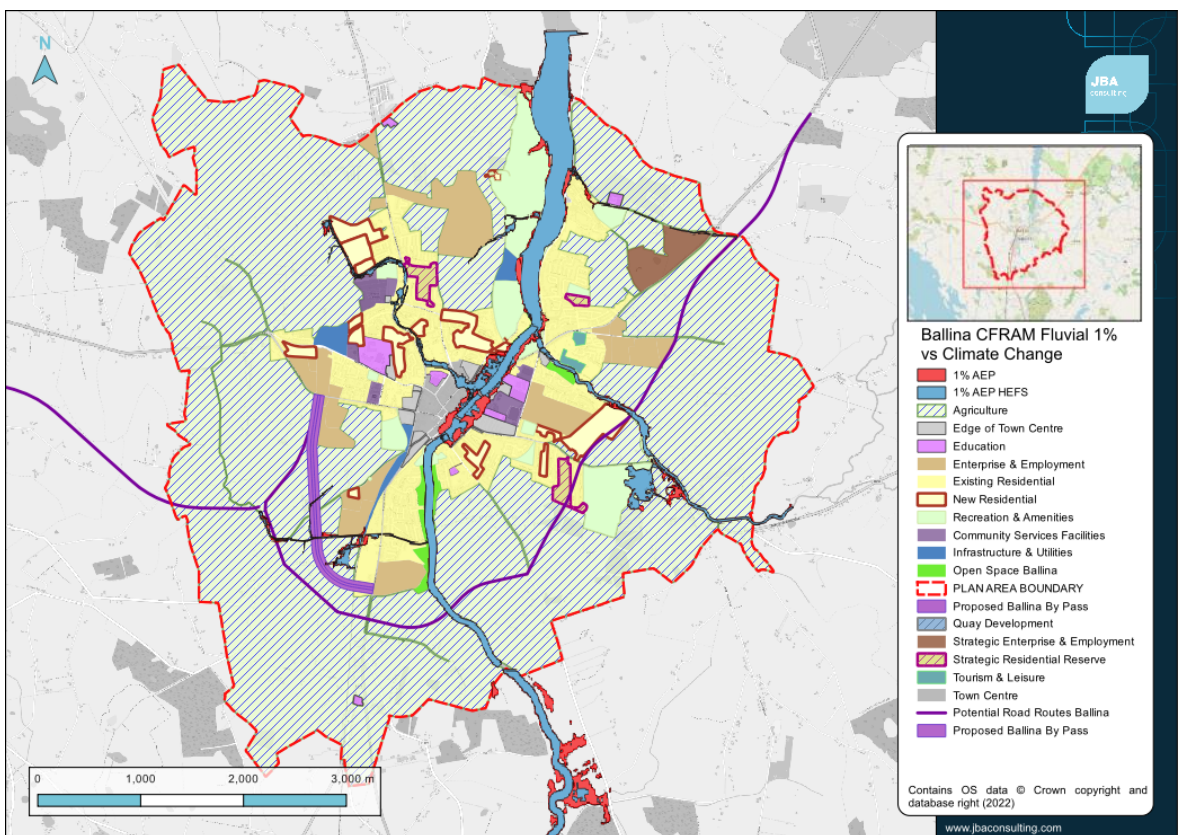 N
JBA
consulting
Ballina CFRAM Fluvial 1%
vs Climate Change
1% AEP
1% AEP HEFS
Agriculture
Edge of Town Centre
Education
Enterprise & Employment
Existing Residential
New Residential
Recreation & Amenities
Community Services Facilities
Infrastructure & Utilities
Open Space Ballina
PLAN AREA BOUNDARY
Proposed Ballina By Pass
Quay Development
Strategic Enterprise & Employment
Strategic Residential Reserve
Tourism & Leisure
Town Centre
Potential Road Routes Ballina
Proposed Ballina By Pass
0 1,000 2,000 3,000 m
Contains OS data © Crown copyright and
database right (2022)
www.jbaconsulting.com